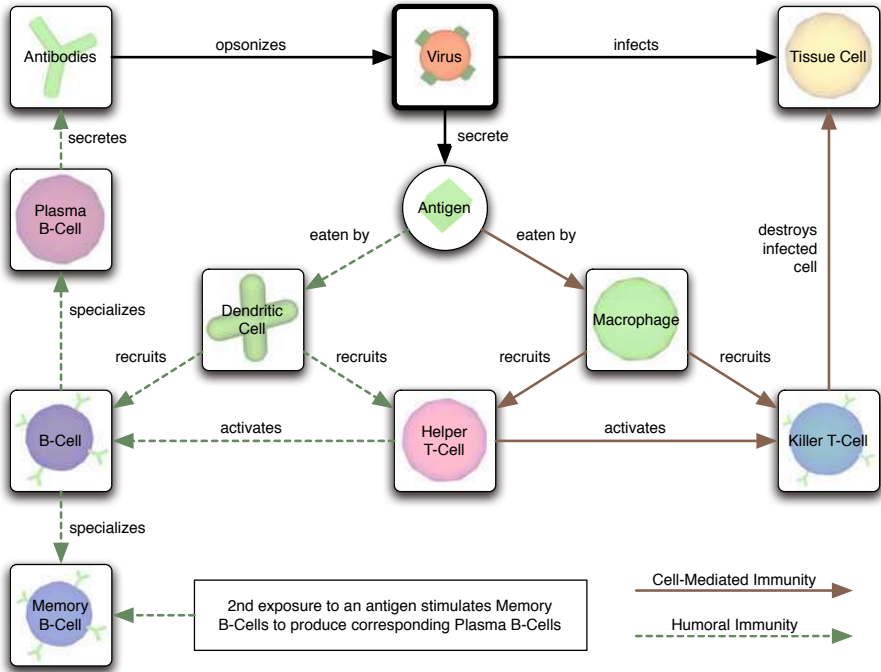 Antibodies
opsonizes
Virus
infects
Tissue Cell
secretes
secrete
Plasma
B-Cell
Antigen
eaten by
eaten by
destroys
infected
cell
specializes
Dendritic
Cell
Macrophage
recruits
recruits
recruits
recruits
B-Cell
activates
Helper
T-Cell
activates
Killer T-Cell
specializes
Memory
B-Cell
2nd exposure to an antigen stimulates Memory
B-Cells to produce corresponding Plasma B-Cells
Cell-Mediated Immunity
Humoral Immunity